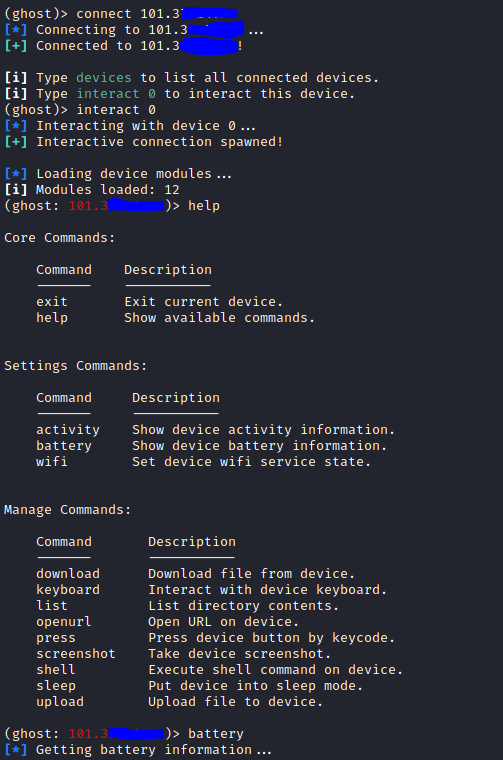 (ghost)> connect 101.3
[*] Connecting to 101.3 ...
[+] Connected to 101.3 !
[i] Type devices to list all connected devices.
[i] Type interact 0 to interact this device.
(ghost)> interact 0
[*] Interacting with device 0...
[+] Interactive connection spawned!
[*] Loading device modules...
[i] Modules loaded: 12
(ghost: 101.3 )> help
Core Commands:
Command Description
------- -----------
exit Exit current device.
help Show available commands.
Settings Commands:
Command Description
------- -----------
activity Show device activity information.
battery Show device battery information.
wifi Set device wifi service state.
Manage Commands:
Command Description
------- -----------
download Download file from device.
keyboard Interact with device keyboard.
list List directory contents.
openurl Open URL on device.
press Press device button by keycode.
screenshot Take device screenshot.
shell Execute shell command on device.
sleep Put device into sleep mode.
upload Upload file to device.
(ghost: 101.3 )> battery
[*] Getting battery information...